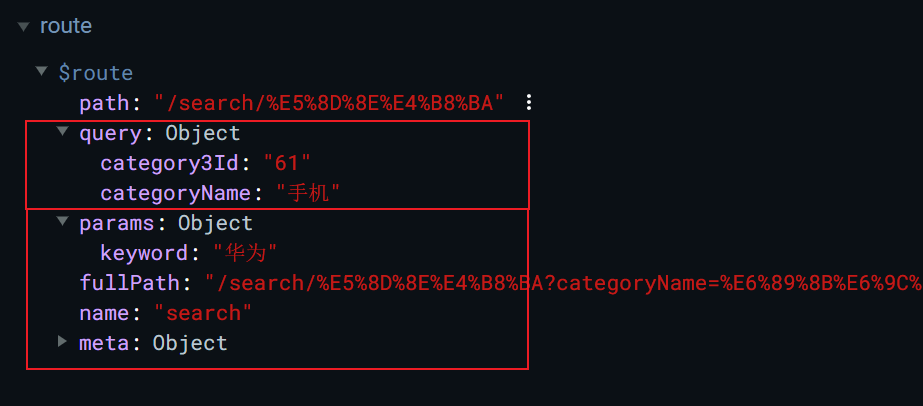 route
$route
path: "/search/%E5%8D%8E%E4%B8%BA"
query: Object
category3Id: "61"
categoryName: "手机"
params: Object
keyword: "华为"
fullPath: "/search/%E5%8D%8E%E4%B8%BA?categoryName=%E6%89%8B%E6%9C%
name: "search"
meta: Object